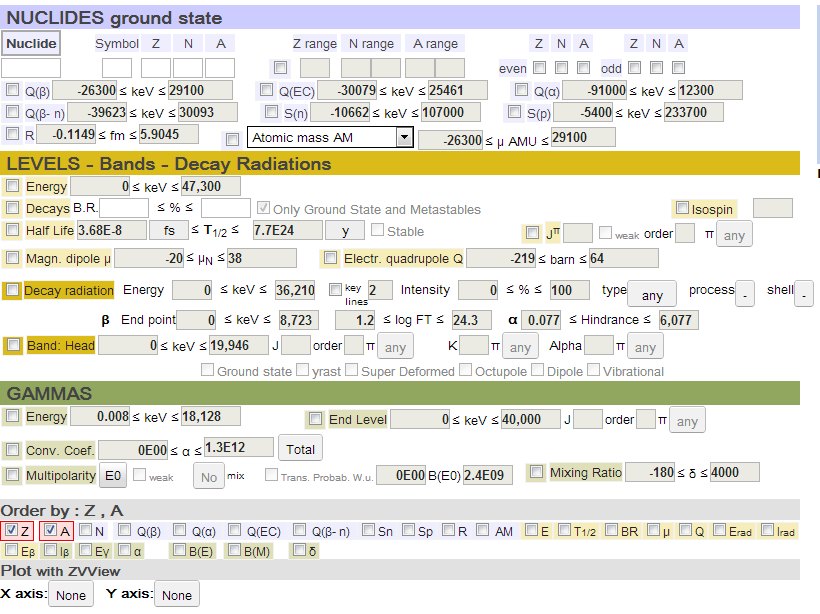 NUCLIDES ground state
Nuclide Symbol Z N A Z range N range A range Z N A Z N A
even odd
Q(β) -26300 ≤ keV ≤ 29100 Q(EC) -30079 ≤ keV ≤ 25461 Q(α) -91000 ≤ keV ≤ 12300
Q(β- n) -39623 ≤ keV ≤ 30093 S(n) -10662 ≤ keV ≤ 107000 S(p) -5400 ≤ keV ≤ 233700
R -0.1149 ≤ fm ≤ 5.9045 Atomic mass AM -26300 ≤ μ AMU ≤ 29100
LEVELS - Bands - Decay Radiations
Energy 0 ≤ keV ≤ 47,300
Decays B.R. ≤ % ≤ Only Ground State and Metastables Isospin
Half Life 3.68E-8 fs ≤ T1/2 ≤ 7.7E24 y Stable Jπ weak order π any
Magn. dipole μ -20 ≤ μN ≤ 38 Electr. quadrupole Q -219 ≤ barn ≤ 64
Decay radiation Energy 0 ≤ keV ≤ 36,210 key lines 2 Intensity 0 ≤ % ≤ 100 type any process - shell -
β End point 0 ≤ keV ≤ 8,723 1.2 ≤ log FT ≤ 24.3 α 0.077 ≤ Hindrance ≤ 6,077
Band: Head 0 ≤ keV ≤ 19,946 J order π any K π any Alpha π any
Ground state yrast Super Deformed Octupole Dipole Vibrational
GAMMAS
Energy 0.008 ≤ keV ≤ 18,128 End Level 0 ≤ keV ≤ 40,000 J order π any
Conv. Coef. 0E00 ≤ α ≤ 1.3E12 Total
Multipolarity E0 weak No mix Trans. Probab. W.u. 0E00 B(E0) 2.4E09 Mixing Ratio -180 ≤ δ ≤ 4000
Order by : Z , A
Z A N Q(β) Q(α) Q(EC) Q(β- n) Sn Sp R AM E T1/2 BR μ Q Erad Irad
Eβ Iβ Eγ α B(E) B(M) δ
Plot with ZVView
X axis: None Y axis: None